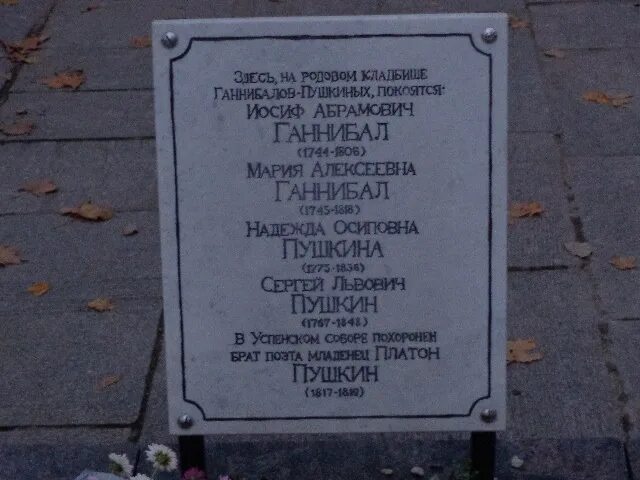 Здесь, на родовом кладбище
Ганнибалов-Пушкиных, покоятся:
Иосиф Абрамович
Ганнибал
(1744-1806)
Мария Алексеевна
Ганнибал
(1745-1818)
Надежда Осиповна
Пушкина
(1775-1836)
Сергей Львович
Пушкин
(1767-1848)
В Успенском соборе похоронен
брат поэта младенец Платон
Пушкин
(1817-1819)